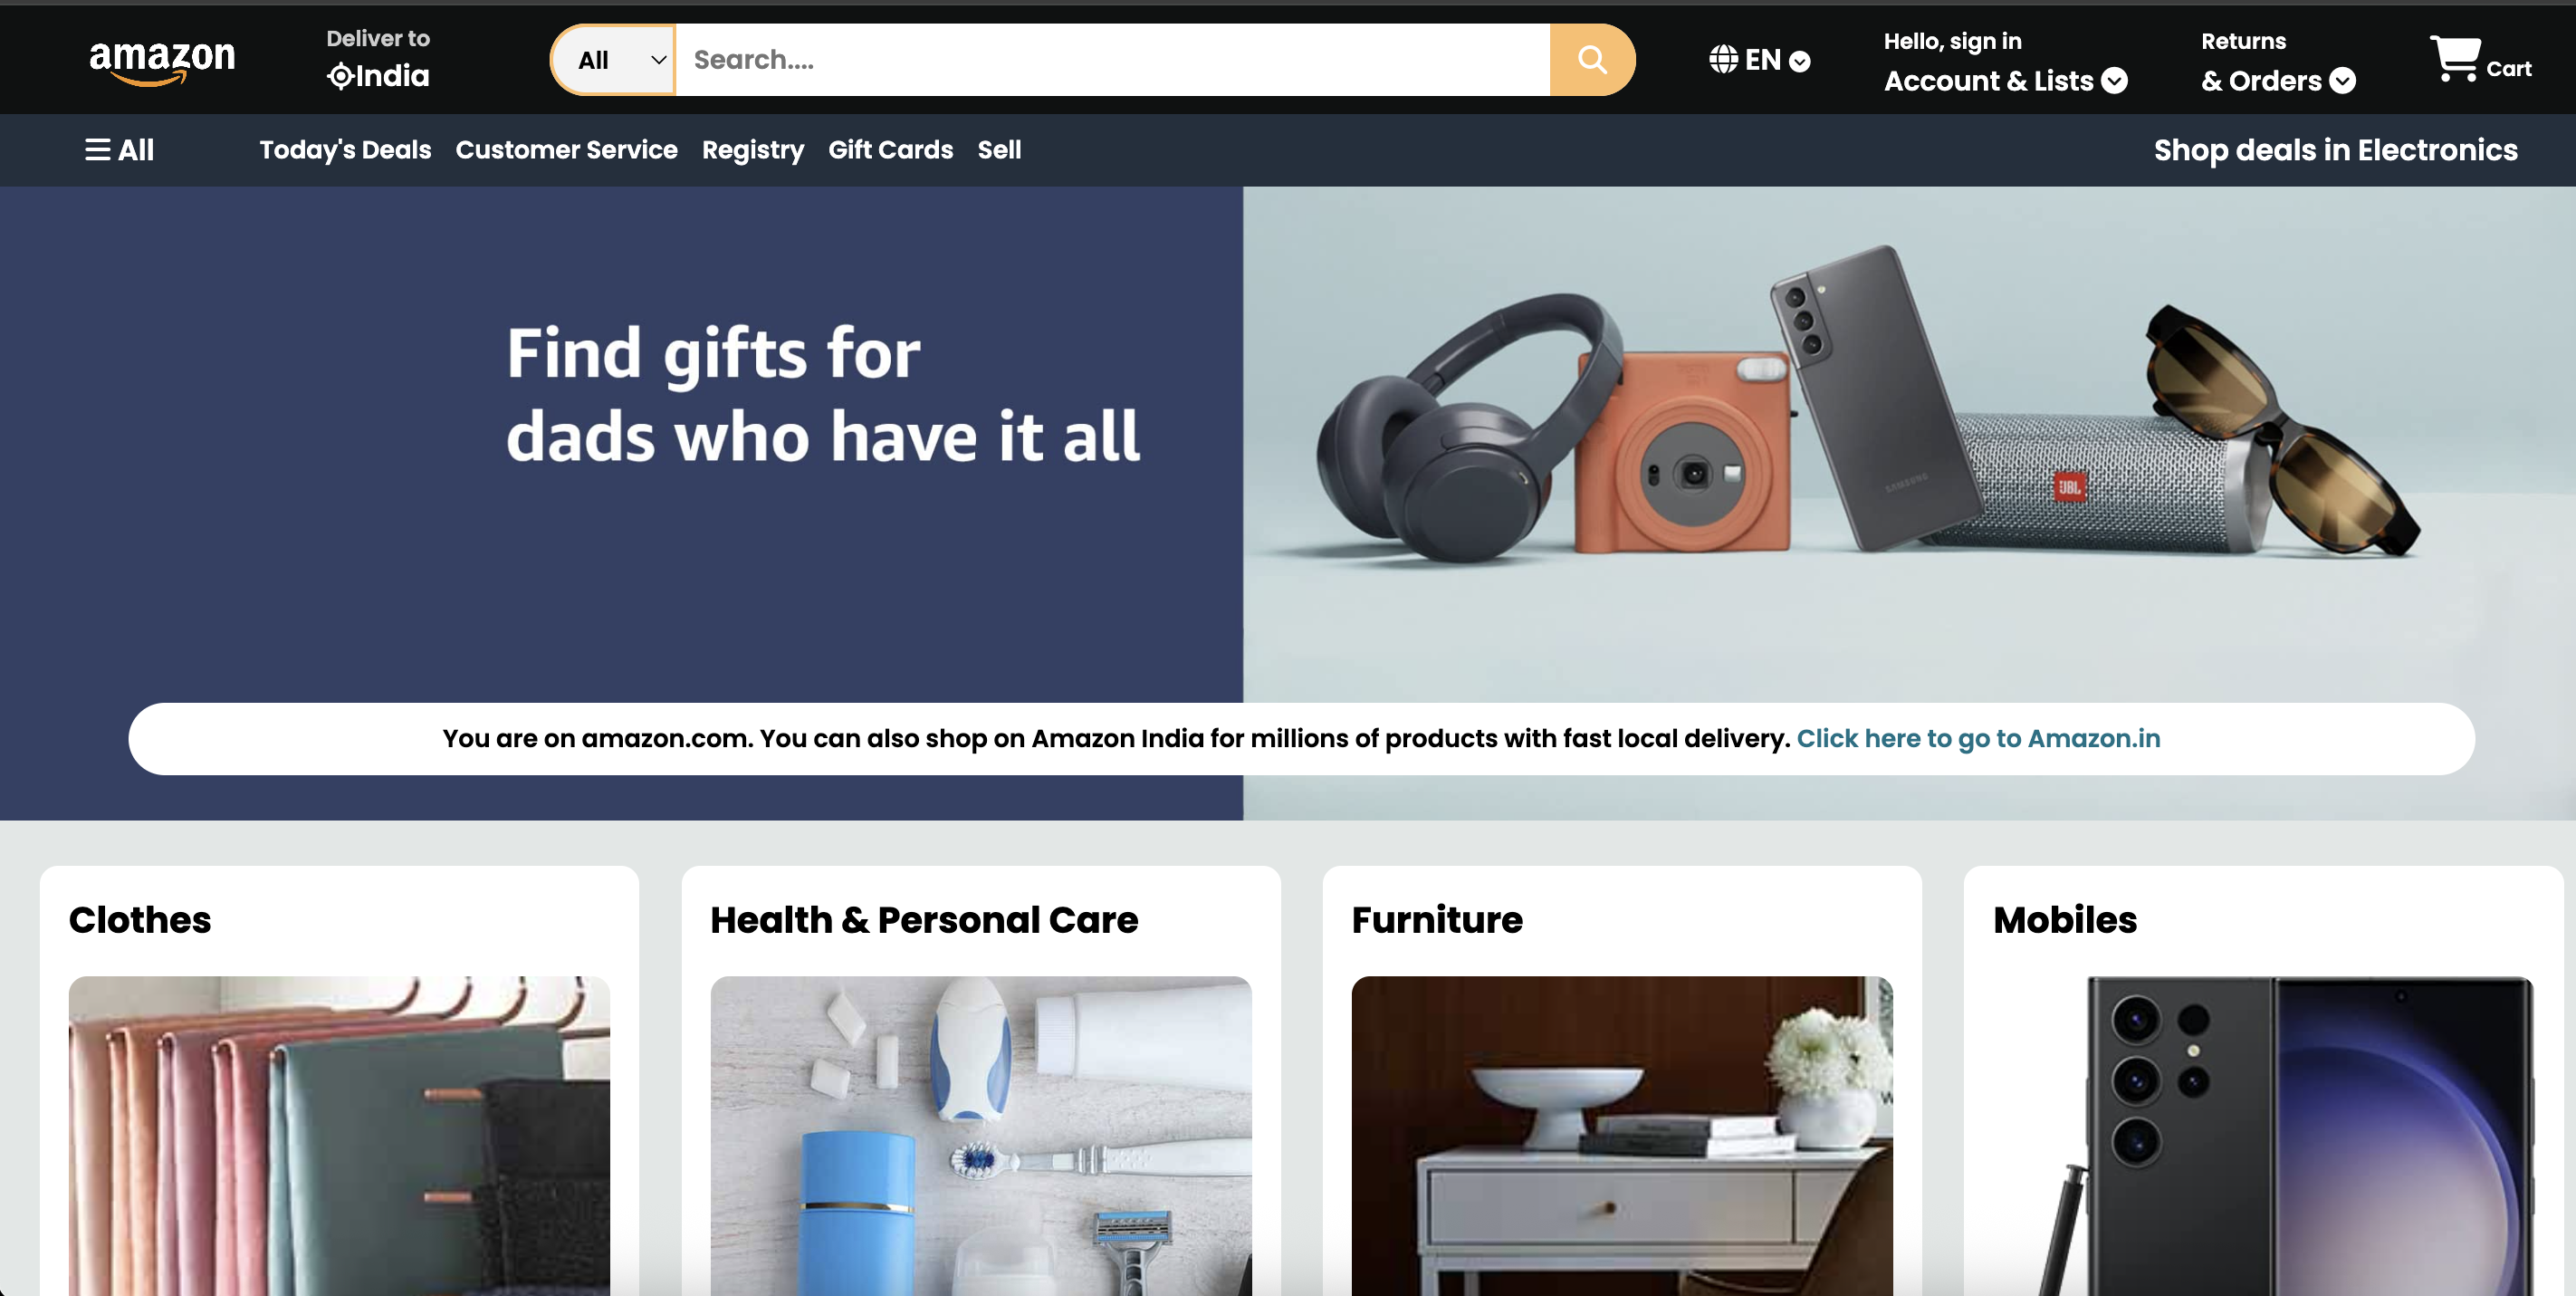 amazon
Deliver to
India
All
Search....
EN
Hello, sign in
Account & Lists
Returns
& Orders
Cart
All
Today's Deals
Customer Service
Registry
Gift Cards
Sell
Shop deals in Electronics
Find gifts for
dads who have it all
SAMSUNG
JBL
You are on amazon.com. You can also shop on Amazon India for millions of products with fast local delivery. Click here to go to Amazon.in
Clothes
Health & Personal Care
Furniture
Mobiles